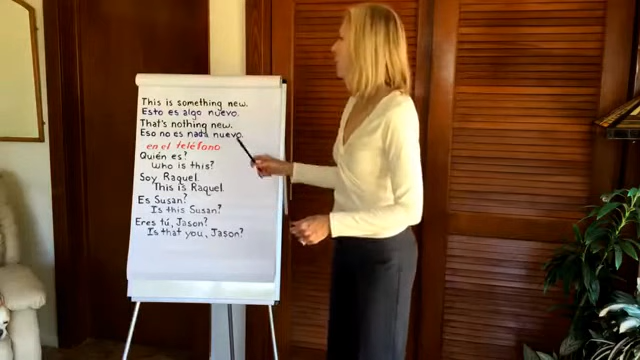 This is something new.
Esto es algo nuevo.
That's nothing new.
Eso no es nada nuevo.
en el teléfono
Quién es?
Who is this?
Soy Raquel.
This is Raquel.
Es Susan?
Is this Susan?
Eres tú, Jason?
Is that you, Jason?